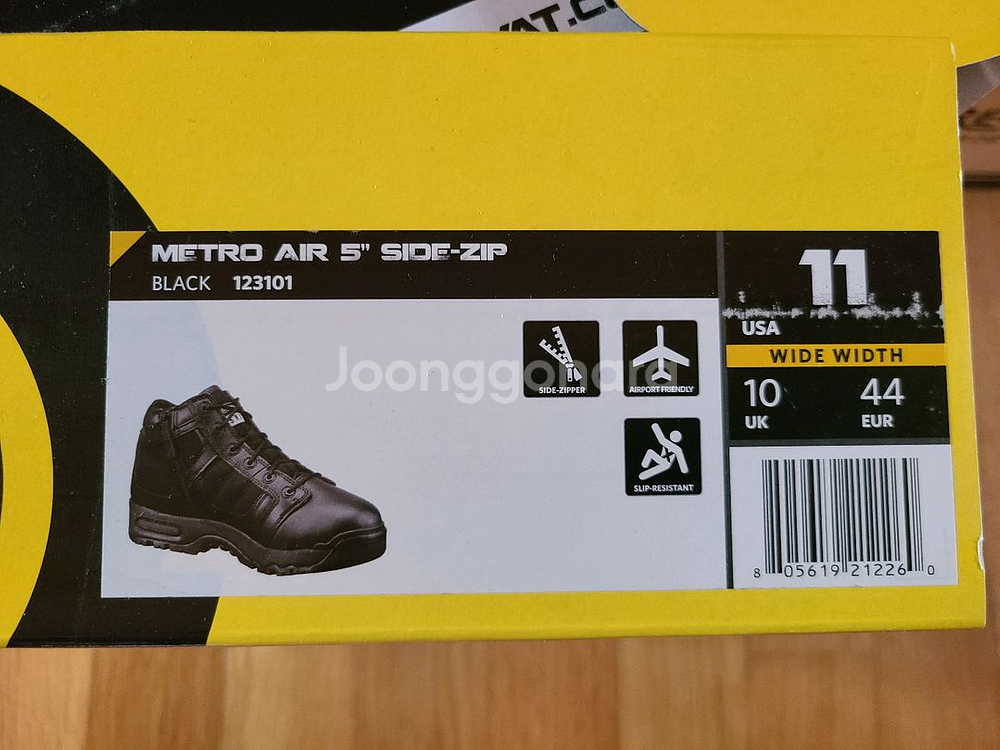 METRO AIR 5" SIDE-ZIP
BLACK 123101
11
USA
WIDE WIDTH
10
UK
44
EUR
SIDE-ZIPPER
AIRPORT FRIENDLY
SLIP-RESISTANT
Joonggonara
8 05619 21226 0